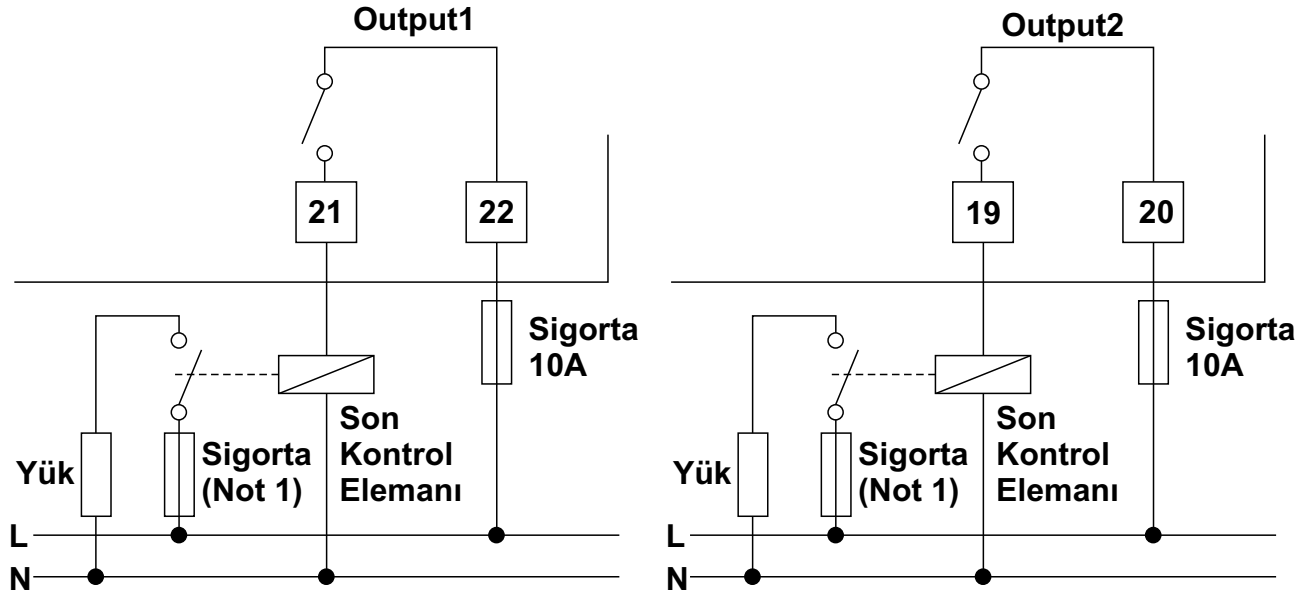 Output1
21
22
Sigorta
10A
Son
Kontrol
Elemanı
Sigorta
(Not 1)
Yük
L
N
Output2
19
20
Sigorta
10A
Son
Kontrol
Elemanı
Sigorta
(Not 1)
Yük
L
N